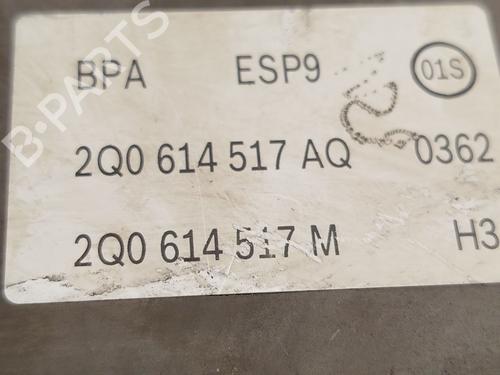 B-PARTS
BPA ESP9 01S
2Q0 614 517 AQ 0362
2Q0 614 517 M H3